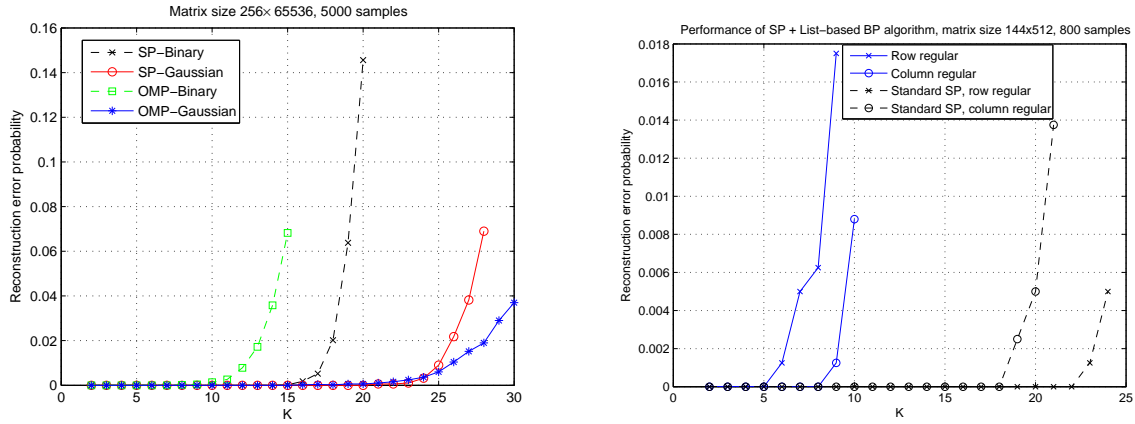 Matrix size 256× 65536, 5000 samples
Reconstruction error probability
0.16
0.14
0.12
0.1
0.08
0.06
0.04
0.02
0
SP−Binary
SP−Gaussian
OMP−Binary
OMP−Gaussian
0 5 10 15 20 25 30
K
Performance of SP + List−based BP algorithm, matrix size 144x512, 800 samples
Reconstruction error probability
0.018
0.016
0.014
0.012
0.01
0.008
0.006
0.004
0.002
0
Row regular
Column regular
Standard SP, row regular
Standard SP, column regular
0 5 10 15 20 25
K